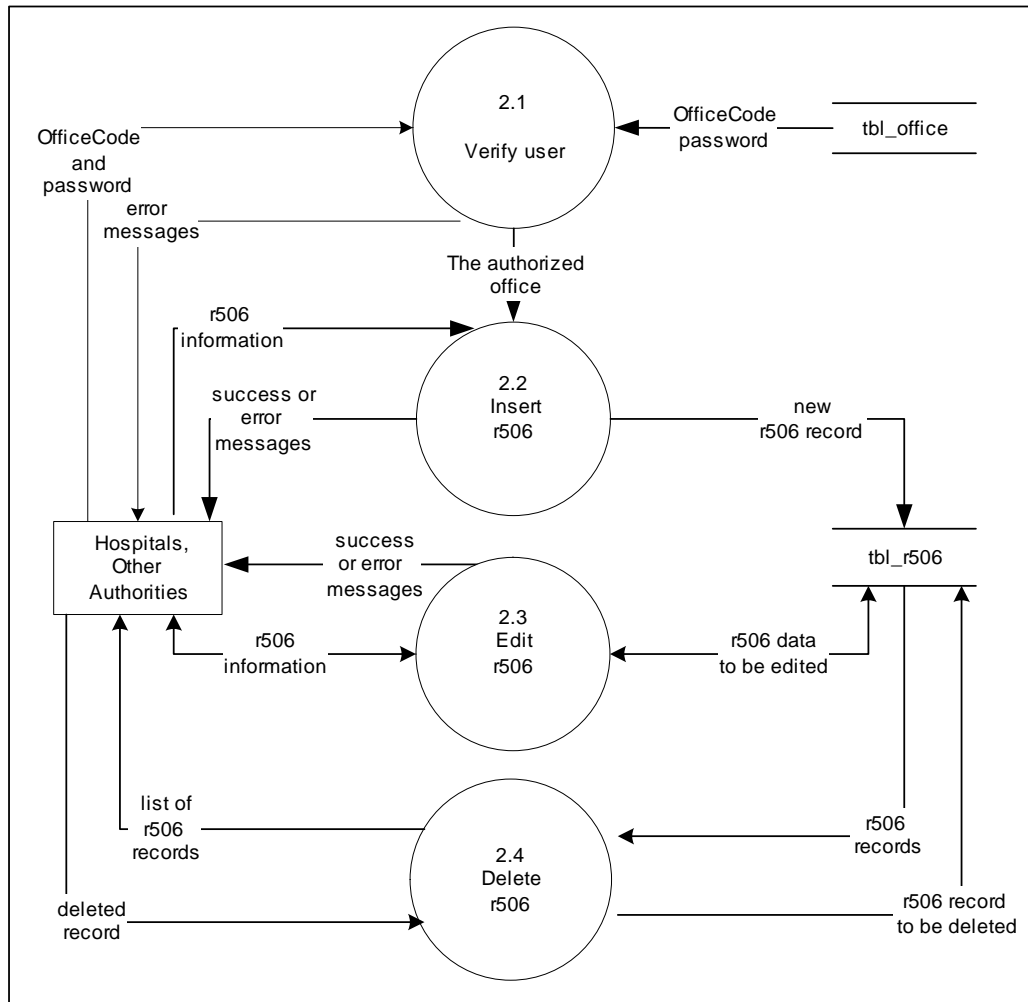 2.1
Verify user
OfficeCode
and
password
OfficeCode
password
tbl_office
error
messages
The authorized
office
r506
information
2.2
Insert
r506
success or
error
messages
new
r506 record
Hospitals,
Other
Authorities
success
or error
messages
tbl_r506
2.3
Edit
r506
r506
information
r506 data
to be edited
list of
r506
records
2.4
Delete
r506
r506
records
deleted
record
r506 record
to be deleted